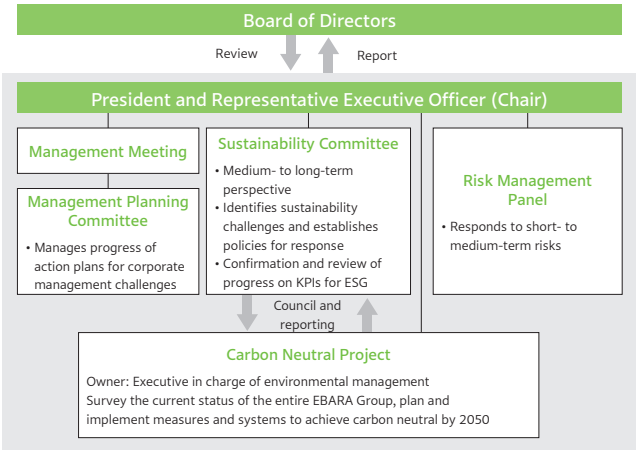 Board of Directors
Review
Report
President and Representative Executive Officer (Chair)
Management Meeting
Management Planning
Committee
• Manages progress of
action plans for corporate
management challenges
Sustainability Committee
• Medium- to long-term
perspective
• Identifies sustainability
challenges and establishes
policies for response
• Confirmation and review of
progress on KPIs for ESG
Risk Management
Panel
• Responds to short- to
medium-term risks
Council and
reporting
Carbon Neutral Project
Owner: Executive in charge of environmental management
Survey the current status of the entire EBARA Group, plan and
implement measures and systems to achieve carbon neutral by 2050